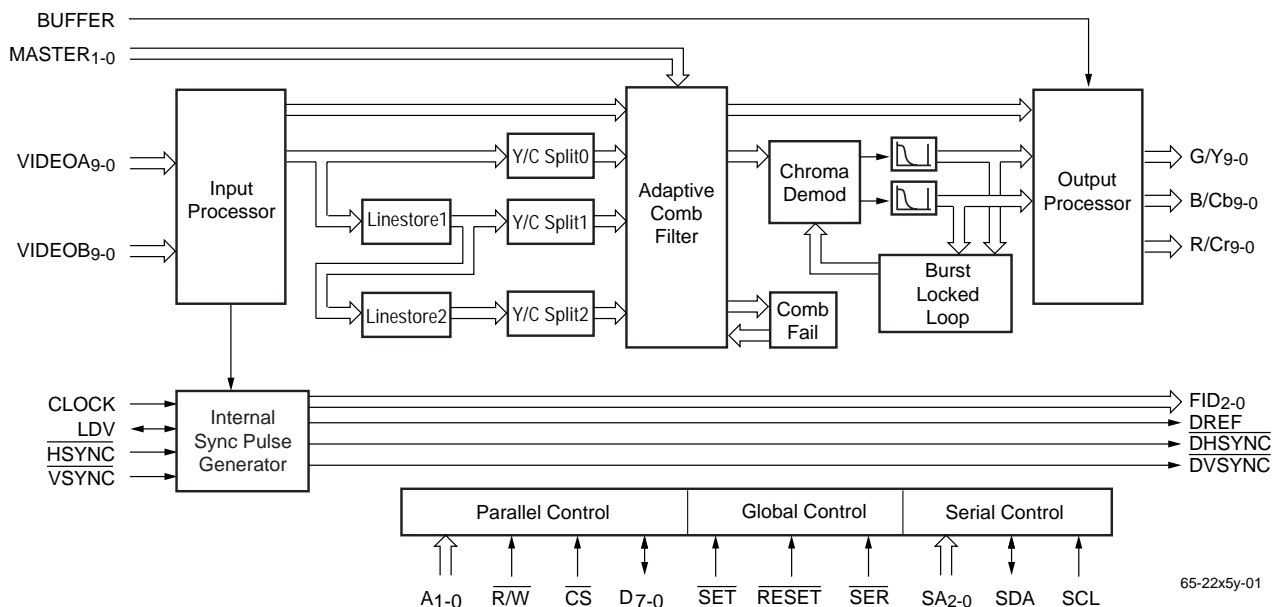 BUFFER
MASTER1-0
VIDEOA9-0
VIDEOB9-0
Input
Processor
Linestore1
Linestore2
Y/C Split0
Y/C Split1
Y/C Split2
Adaptive
Comb
Filter
Comb
Fail
Chroma
Demod
Burst
Locked
Loop
Output
Processor
G/Y9-0
B/Cb9-0
R/Cr9-0
CLOCK
LDV
HSYNC
VSYNC
Internal
Sync Pulse
Generator
FID2-0
DREF
DHSYNC
DVSYNC
Parallel Control
Global Control
Serial Control
A1-0
R/W
CS
D7-0
SET
RESET
SER
SA2-0
SDA
SCL
65-22x5y-01